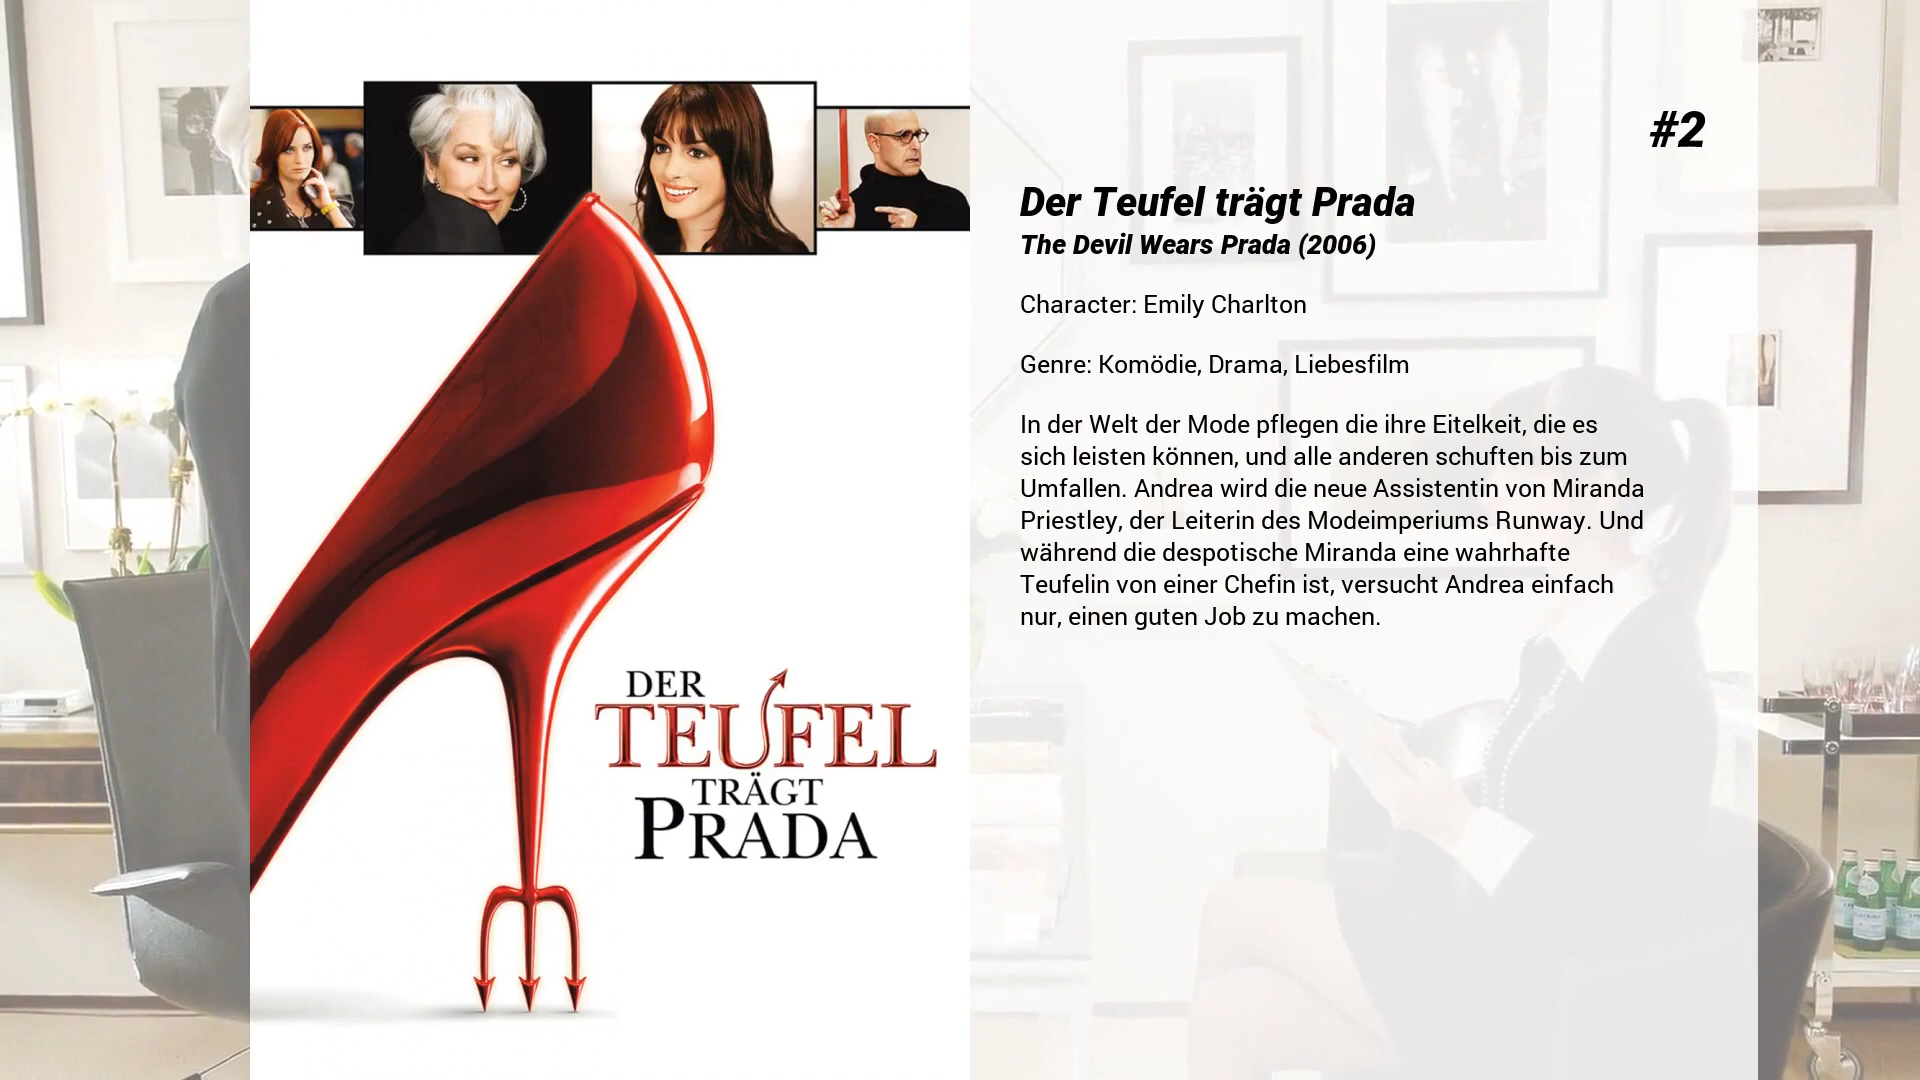 #2
Der Teufel trägt Prada
The Devil Wears Prada (2006)
Character: Emily Charlton
Genre: Komödie, Drama, Liebesfilm
In der Welt der Mode pflegen die ihre Eitelkeit, die es
sich leisten können, und alle anderen schuften bis zum
Umfallen. Andrea wird die neue Assistentin von Miranda
Priestley, der Leiterin des Modeimperiums Runway. Und
während die despotische Miranda eine wahrhafte
Teufelin von einer Chefin ist, versucht Andrea einfach
nur, einen guten Job zu machen.
DER
TEUFEL
TRÄGT
PRADA